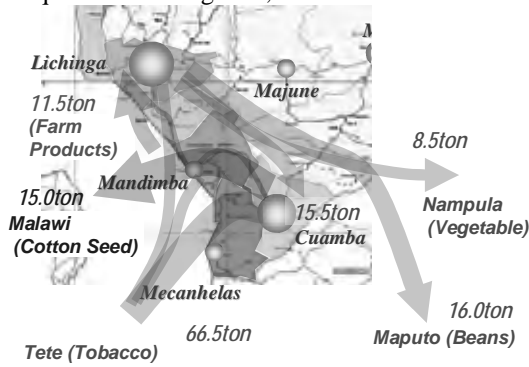 Lichinga
Majune
11.5ton
(Farm
Products)
8.5ton
Mandimba
15.0ton
Malawi
(Cotton Seed)
15.5ton
Cuamba
Nampula
(Vegetable)
Mecanhelas
66.5ton
16.0ton
Tete (Tobacco)
Maputo (Beans)